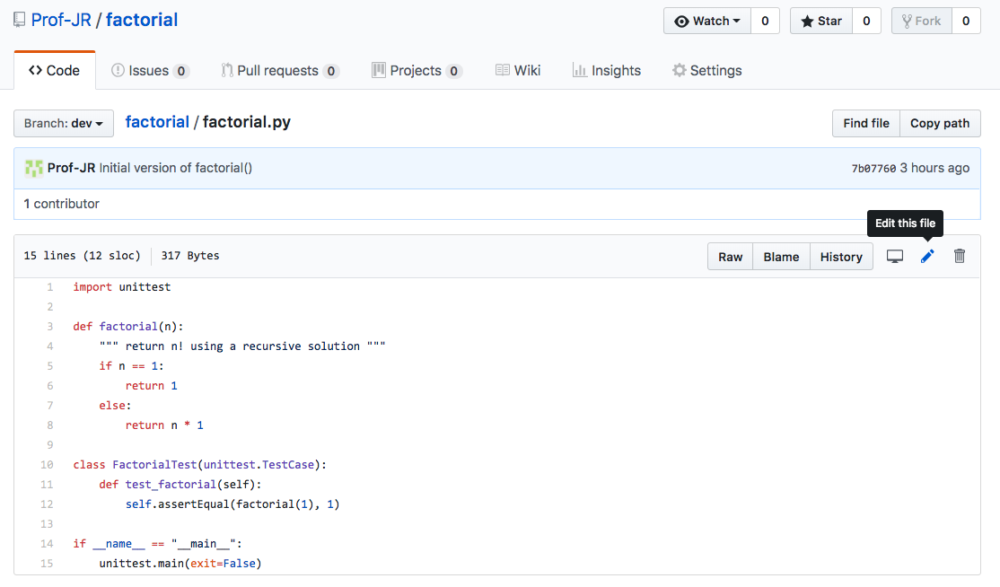 Prof-JR / factorial
Watch 0 Star 0 Fork 0
Code Issues 0 Pull requests 0 Projects 0 Wiki Insights Settings
Branch: dev factorial / factorial.py Find file Copy path
Prof-JR Initial version of factorial() 7b07760 3 hours ago
1 contributor
Edit this file
15 lines (12 sloc) 317 Bytes Raw Blame History
1 import unittest
2
3 def factorial(n):
4     """ return n! using a recursive solution """
5     if n == 1:
6         return 1
7     else:
8         return n * 1
9
10 class FactorialTest(unittest.TestCase):
11     def test_factorial(self):
12         self.assertEqual(factorial(1), 1)
13
14 if __name__ == "__main__":
15     unittest.main(exit=False)